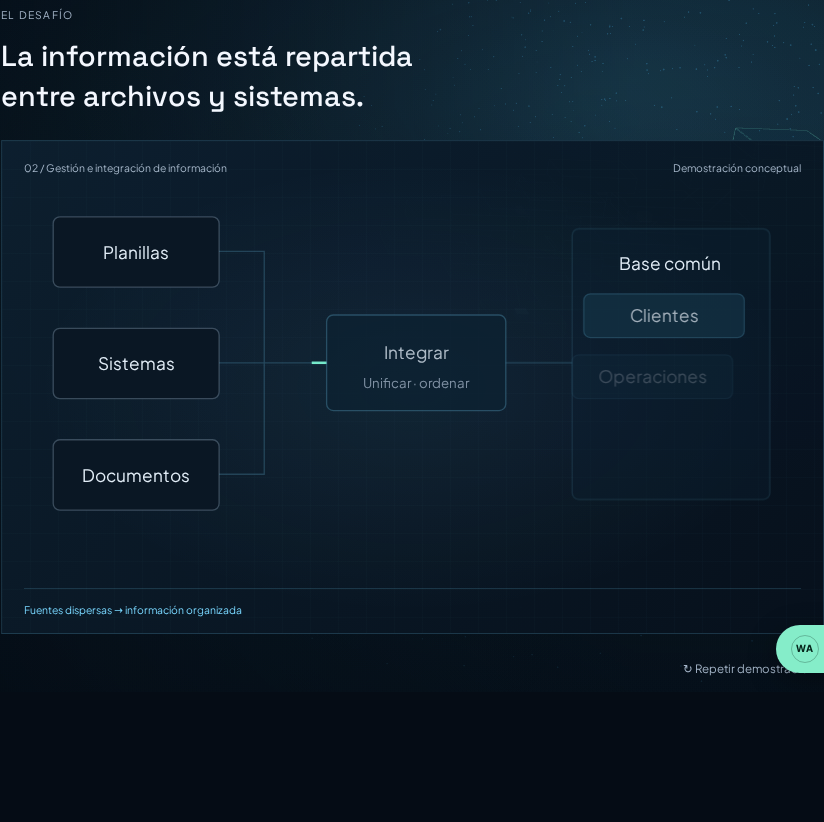 EL DESAFÍO
La información está repartida
entre archivos y sistemas.
02 / Gestión e integración de información
Demostración conceptual
Planillas
Sistemas
Documentos
Integrar
Unificar · ordenar
Base común
Clientes
Operaciones
Fuentes dispersas → información organizada
WA
↻ Repetir